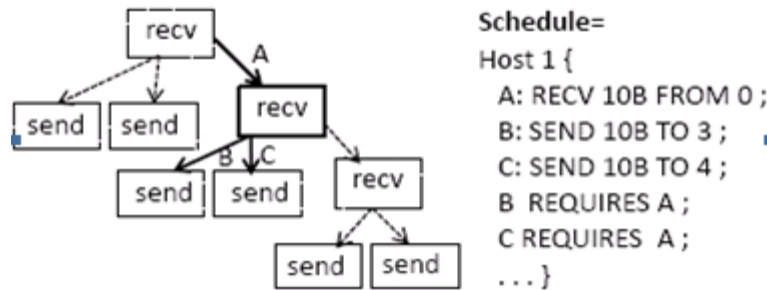 recv
A
send
send
recv
B
C
send
send
recv
send
send
Schedule=
Host 1 {
A: RECV 10B FROM 0 ;
B: SEND 10B TO 3 ;
C: SEND 10B TO 4 ;
B REQUIRES A ;
C REQUIRES A ;
. . . }